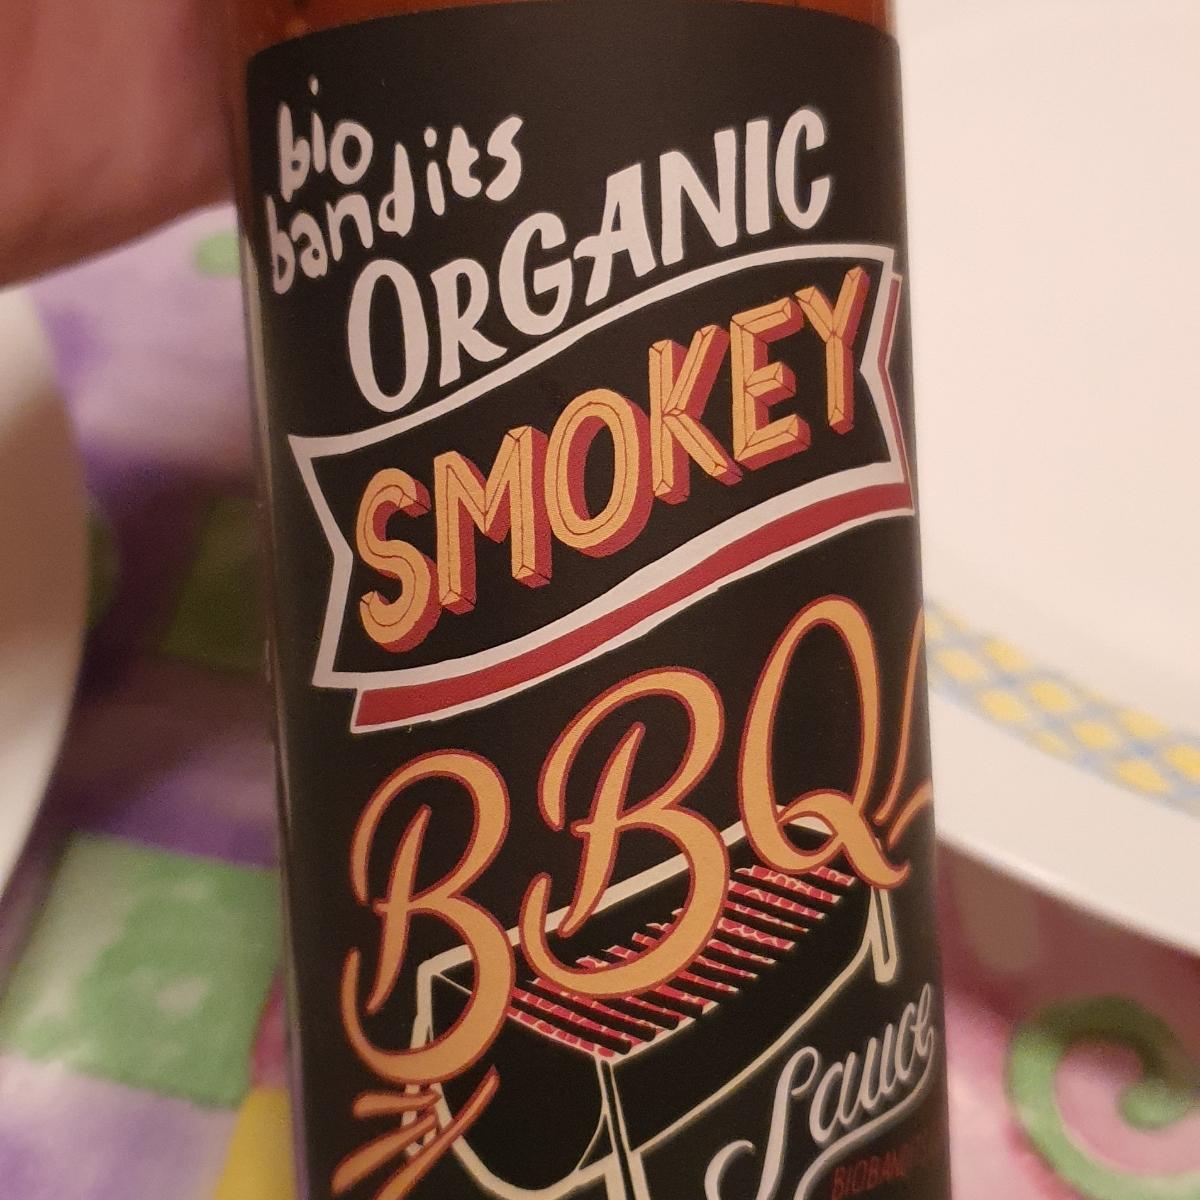 bio
bandits
ORGANIC
SMOKEY
BBQ
Sauce